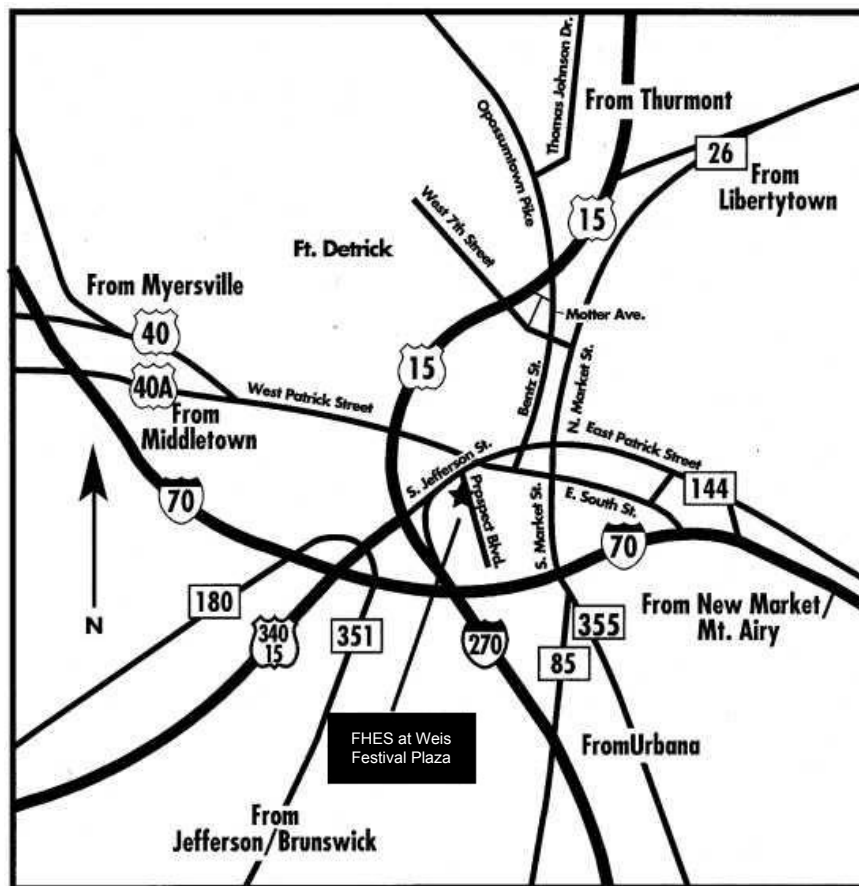 Thomas Johnson Dr.
From Thurmont
Opossumtown Pike
26
From
Libertytown
West 7th Street
15
Ft. Detrick
From Myersville
Motter Ave.
40
15
40A
From
Middletown
West Patrick Street
Bentz St.
N. Market St.
S. Jefferson St.
East Patrick Street
70
Prpspect Blvd.
S. Market St.
E. South St.
144
70
180
From New Market/
Mt. Airy
N
340
15
351
270
355
85
FHES at Weis
Festival Plaza
FromUrbana
From
Jefferson/Brunswick